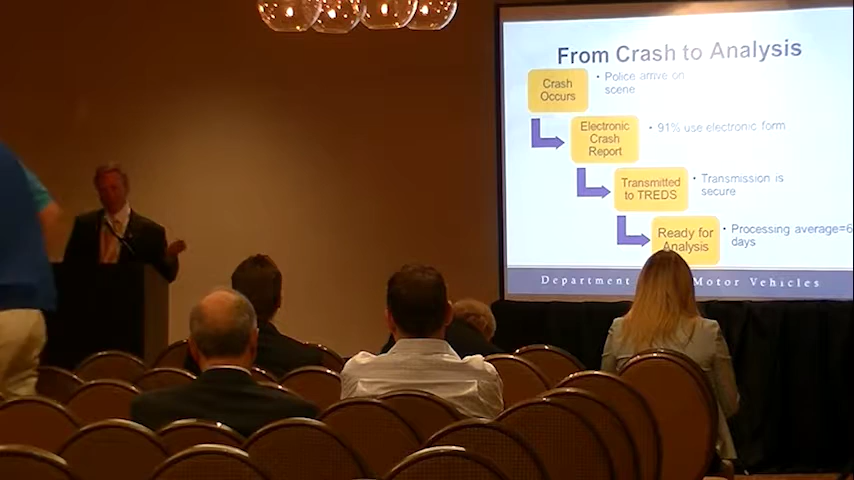 From Crash to Analysis
Crash
Occurs
• Police arrive on
scene
Electronic
Crash
Report
• 91% use electronic form
Transmitted
to TREDS
• Transmission is
secure
Ready for
Analysis
• Processing average=6
days
Department Motor Vehicles